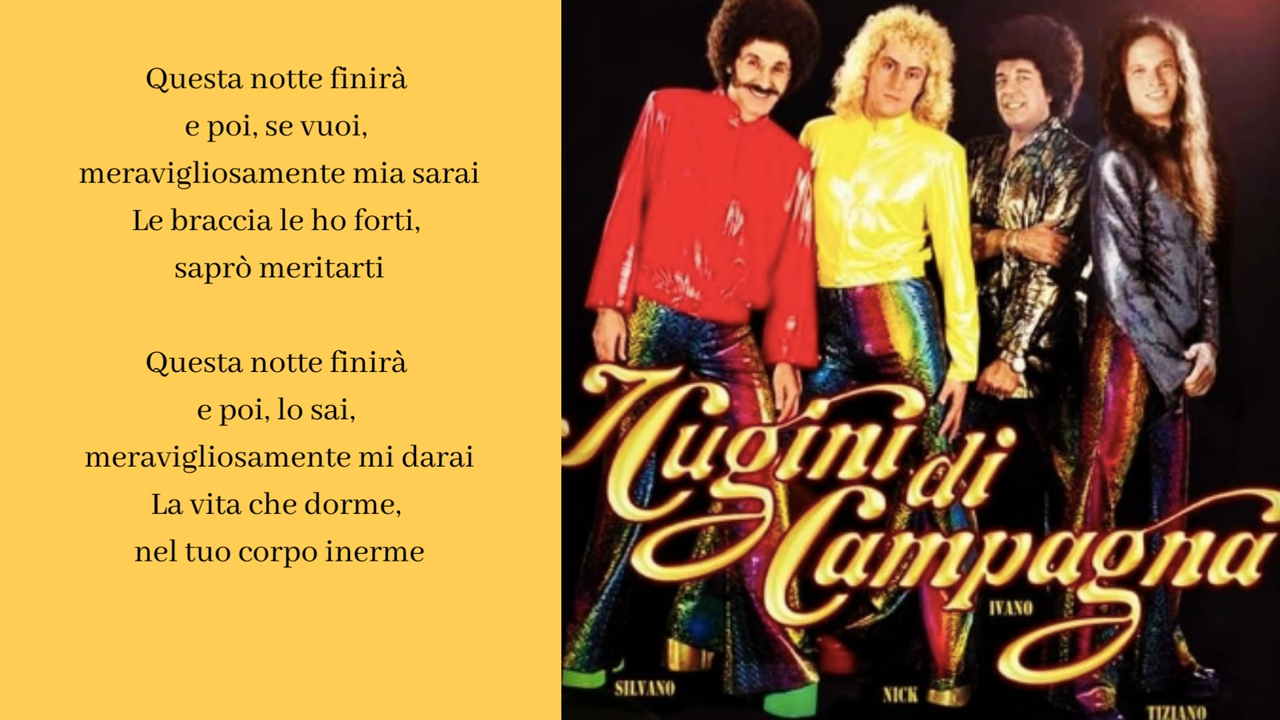 Questa notte finirà
e poi, se vuoi,
meravigliosamente mia sarai
Le braccia le ho forti,
saprò meritarti
Questa notte finirà
e poi, lo sai,
meravigliosamente mi darai
La vita che dorme,
nel tuo corpo inerme
I Cugini di
Campagna
IVANO
SILVANO
NICK
TIZIANO